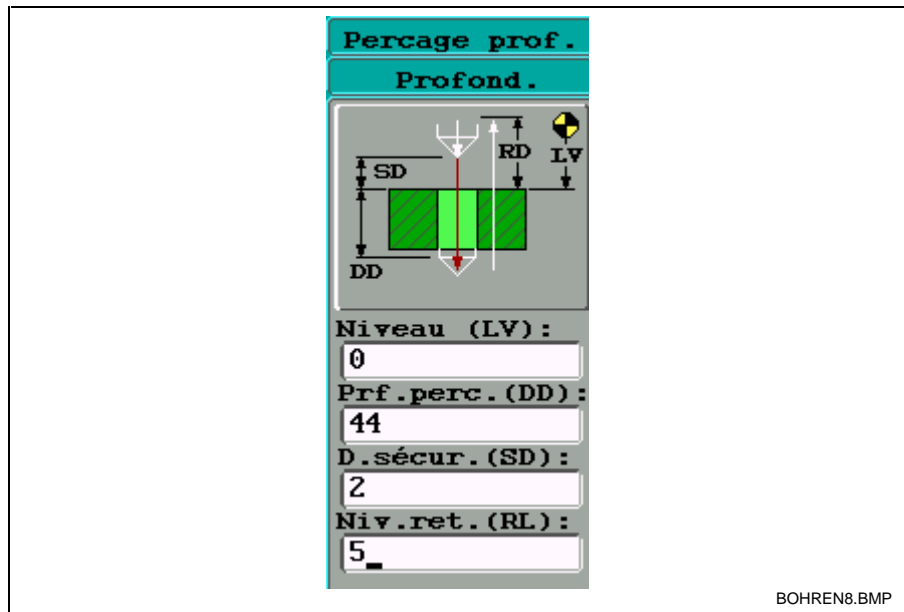 Percage prof.
Profond.
RD
LV
SD
DD
Niveau (LV):
0
Prf.perc.(DD):
44
D.sécur.(SD):
2
Niv.ret.(RL):
5_
BOHREN8.BMP